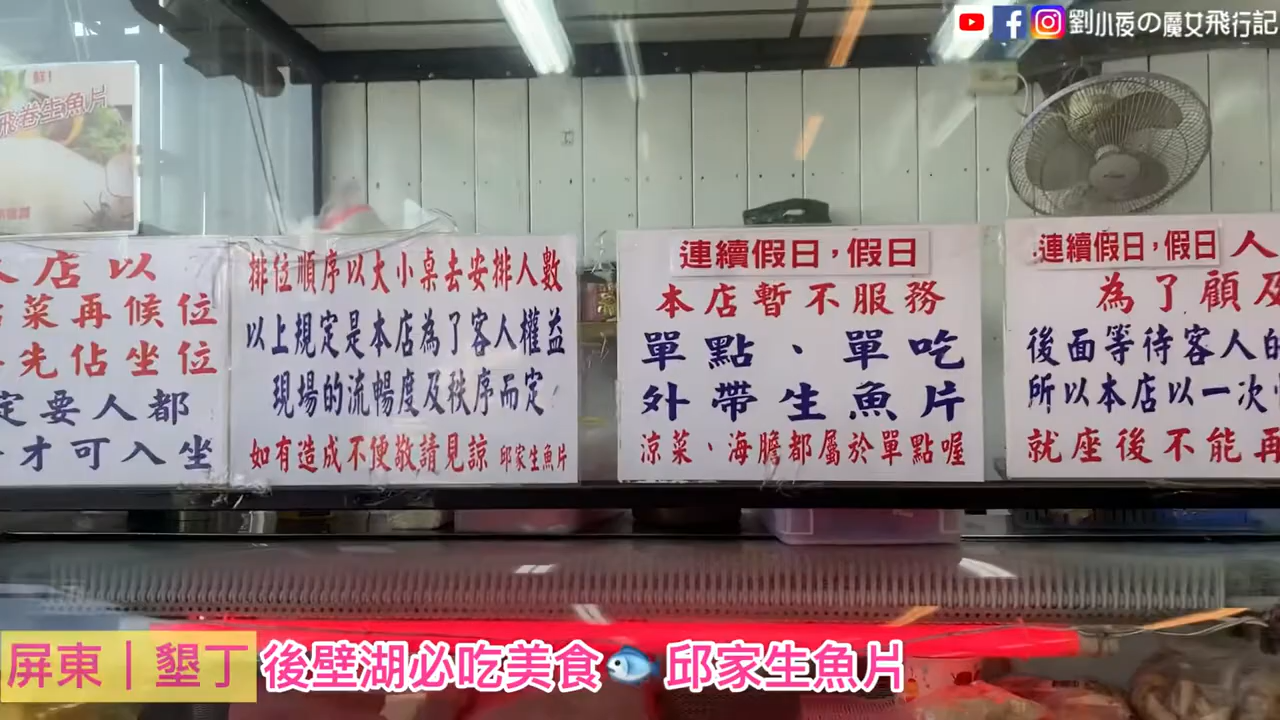 劉小夜の魔女飛行記
鮮！
飛卷生魚片
本店以
點菜再候位
先佔坐位
定要人都
才可入坐
排位順序以大小桌去安排人數
以上規定是本店為了客人權益
現場的流暢度及秩序而定
如有造成不便敬請見諒 邱家生魚片
連續假日，假日
本店暫不服務
單點、單吃
外帶生魚片
涼菜、海膽都屬於單點喔
連續假日，假日人
為了顧及
後面等待客人的
所以本店以一次
就座後不能再
屏東｜墾丁 後壁湖必吃美食🐟邱家生魚片